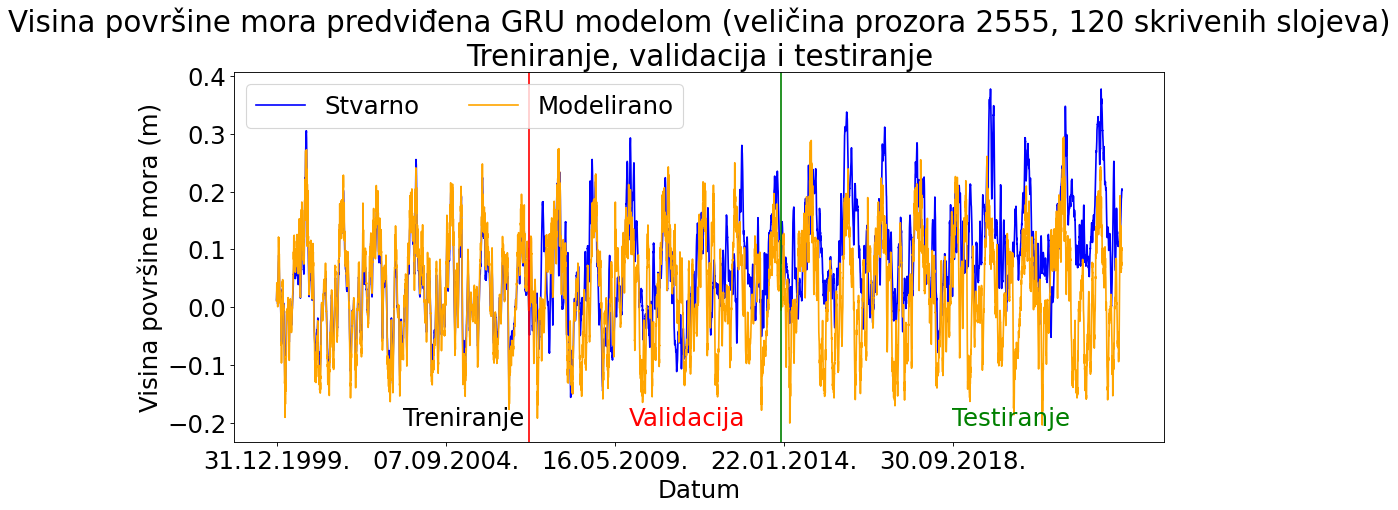 Visina površine mora predviđena GRU modelom (veličina prozora 2555, 120 skrivenih slojeva)
Treniranje, validacija i testiranje
Stvarno
Modelirano
Visina površine mora (m)
0.4
0.3
0.2
0.1
0.0
−0.1
−0.2
Treniranje
Validacija
Testiranje
31.12.1999.
07.09.2004.
16.05.2009.
22.01.2014.
30.09.2018.
Datum